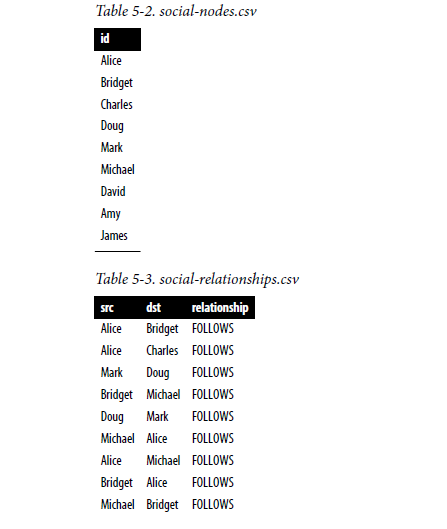 Table 5-2. social-nodes.csv
id
Alice
Bridget
Charles
Doug
Mark
Michael
David
Amy
James
Table 5-3. social-relationships.csv
src dst relationship
Alice Bridget FOLLOWS
Alice Charles FOLLOWS
Mark Doug FOLLOWS
Bridget Michael FOLLOWS
Doug Mark FOLLOWS
Michael Alice FOLLOWS
Alice Michael FOLLOWS
Bridget Alice FOLLOWS
Michael Bridget FOLLOWS